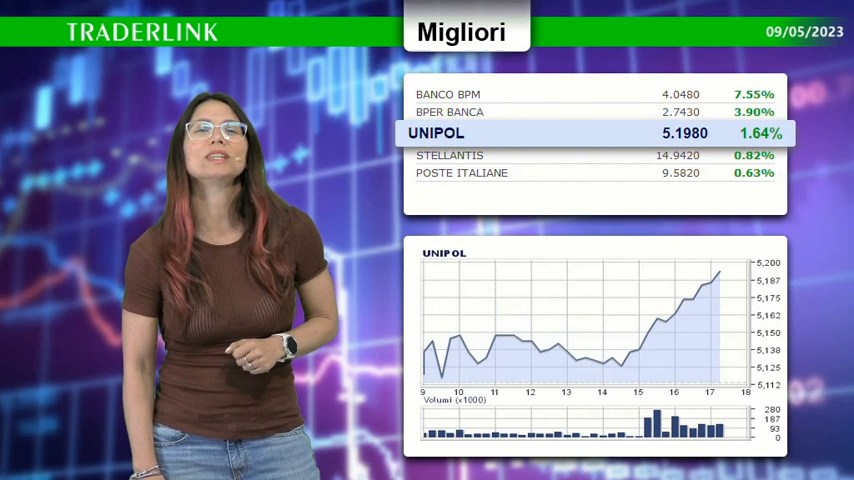 TRADERLINK
Migliori
09/05/2023
BANCO BPM 4.0480 7.55%
BPER BANCA 2.7430 3.90%
UNIPOL 5.1980 1.64%
STELLANTIS 14.9420 0.82%
POSTE ITALIANE 9.5820 0.63%
UNIPOL
5,200
5,187
5,175
5,162
5,150
5,138
5,125
5,112
9 10 11 12 13 14 15 16 17 18
Volumi (x1000)
280
187
93
0